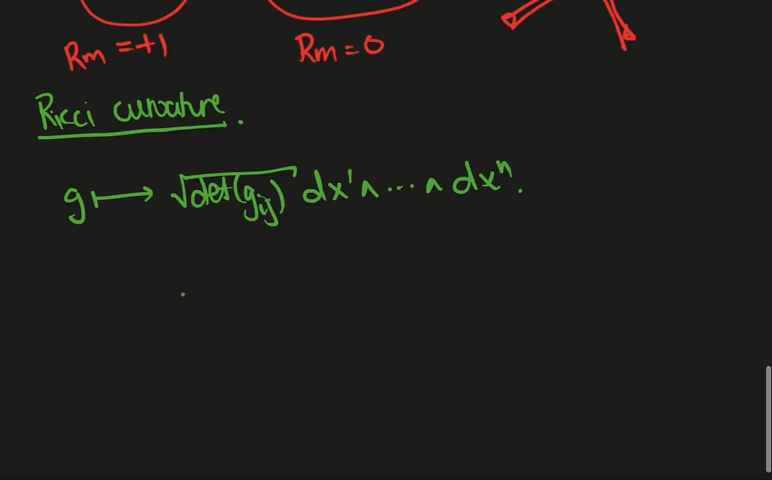 Rm = +1 Rm = 0
Ricci curvature.
g ⟼ √det(gij) dx¹ ∧ ⋯ ∧ dxⁿ.